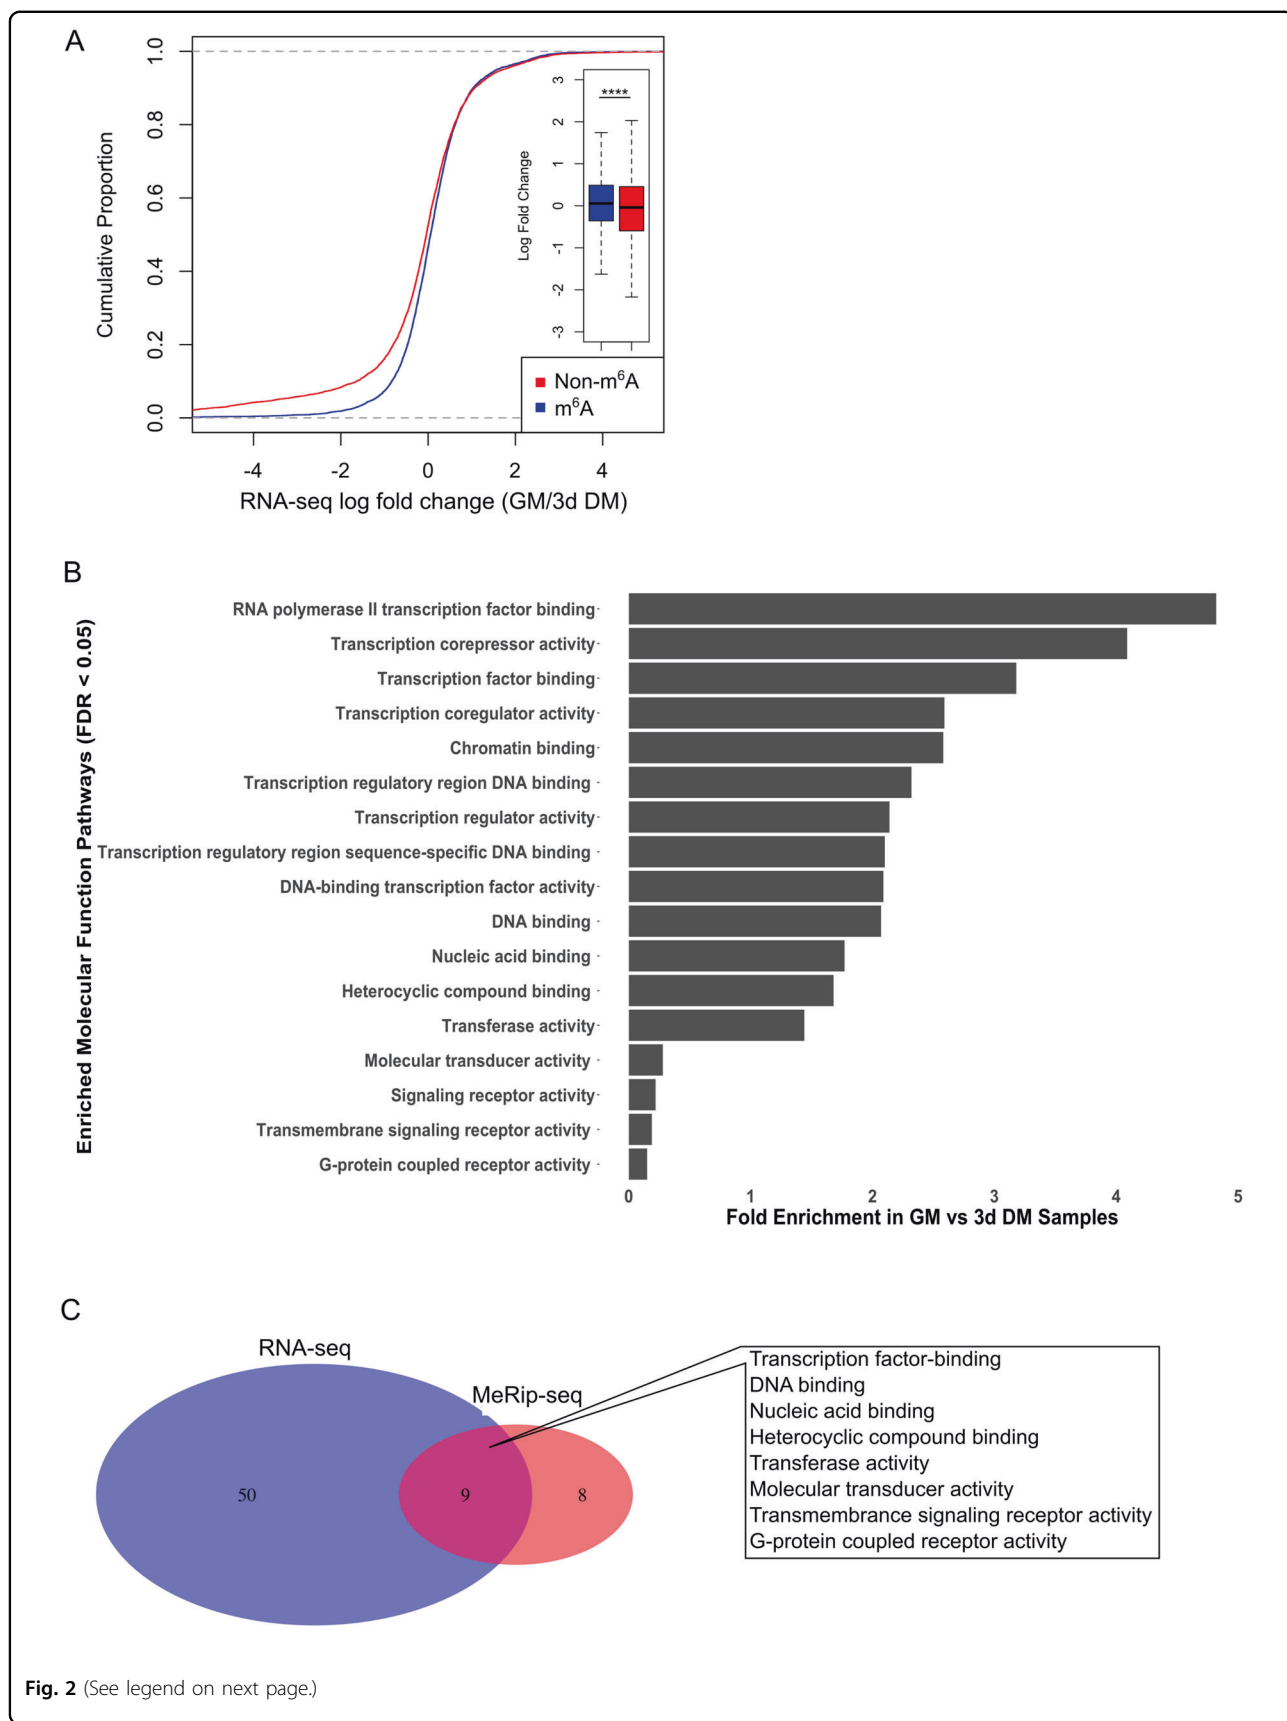 A
Cumulative Proportion
1.0
0.8
0.6
0.4
0.2
0.0
-4
-2
0
2
4
RNA-seq log fold change (GM/3d DM)
Log Fold Change
3
2
1
0
-1
-2
-3
****
Non-m⁶A
m⁶A
B
Enriched Molecular Function Pathways (FDR < 0.05)
RNA polymerase II transcription factor binding
Transcription corepressor activity
Transcription factor binding
Transcription coregulator activity
Chromatin binding
Transcription regulatory region DNA binding
Transcription regulator activity
Transcription regulatory region sequence-specific DNA binding
DNA-binding transcription factor activity
DNA binding
Nucleic acid binding
Heterocyclic compound binding
Transferase activity
Molecular transducer activity
Signaling receptor activity
Transmembrane signaling receptor activity
G-protein coupled receptor activity
0
1
2
3
4
5
Fold Enrichment in GM vs 3d DM Samples
C
RNA-seq
MeRip-seq
50
9
8
Transcription factor-binding
DNA binding
Nucleic acid binding
Heterocyclic compound binding
Transferase activity
Molecular transducer activity
Transmembrance signaling receptor activity
G-protein coupled receptor activity
Fig. 2 (See legend on next page.)